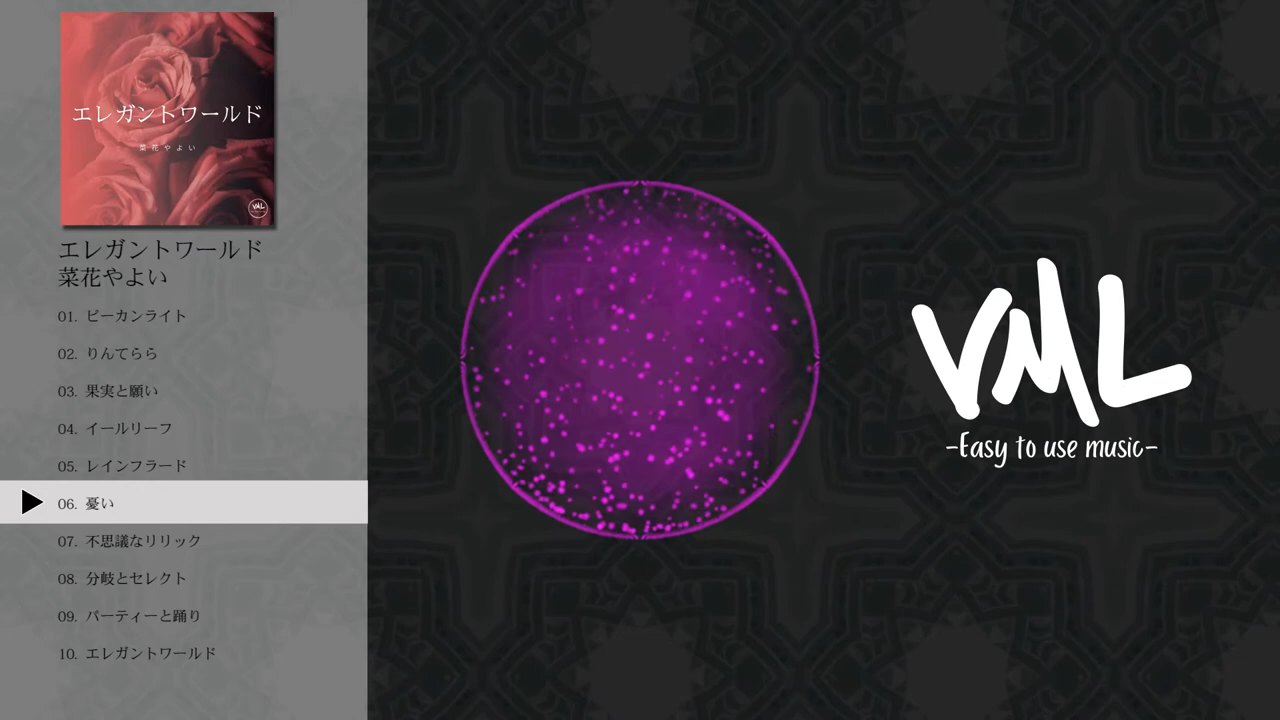 エレガントワールド
菜花やよい
VML
エレガントワールド
菜花やよい
01. ピーカンライト
02. りんてらら
03. 果実と願い
04. イールリーフ
05. レインフラード
06. 憂い
07. 不思議なリリック
08. 分岐とセレクト
09. パーティーと踊り
10. エレガントワールド
VML
-Easy to use music-